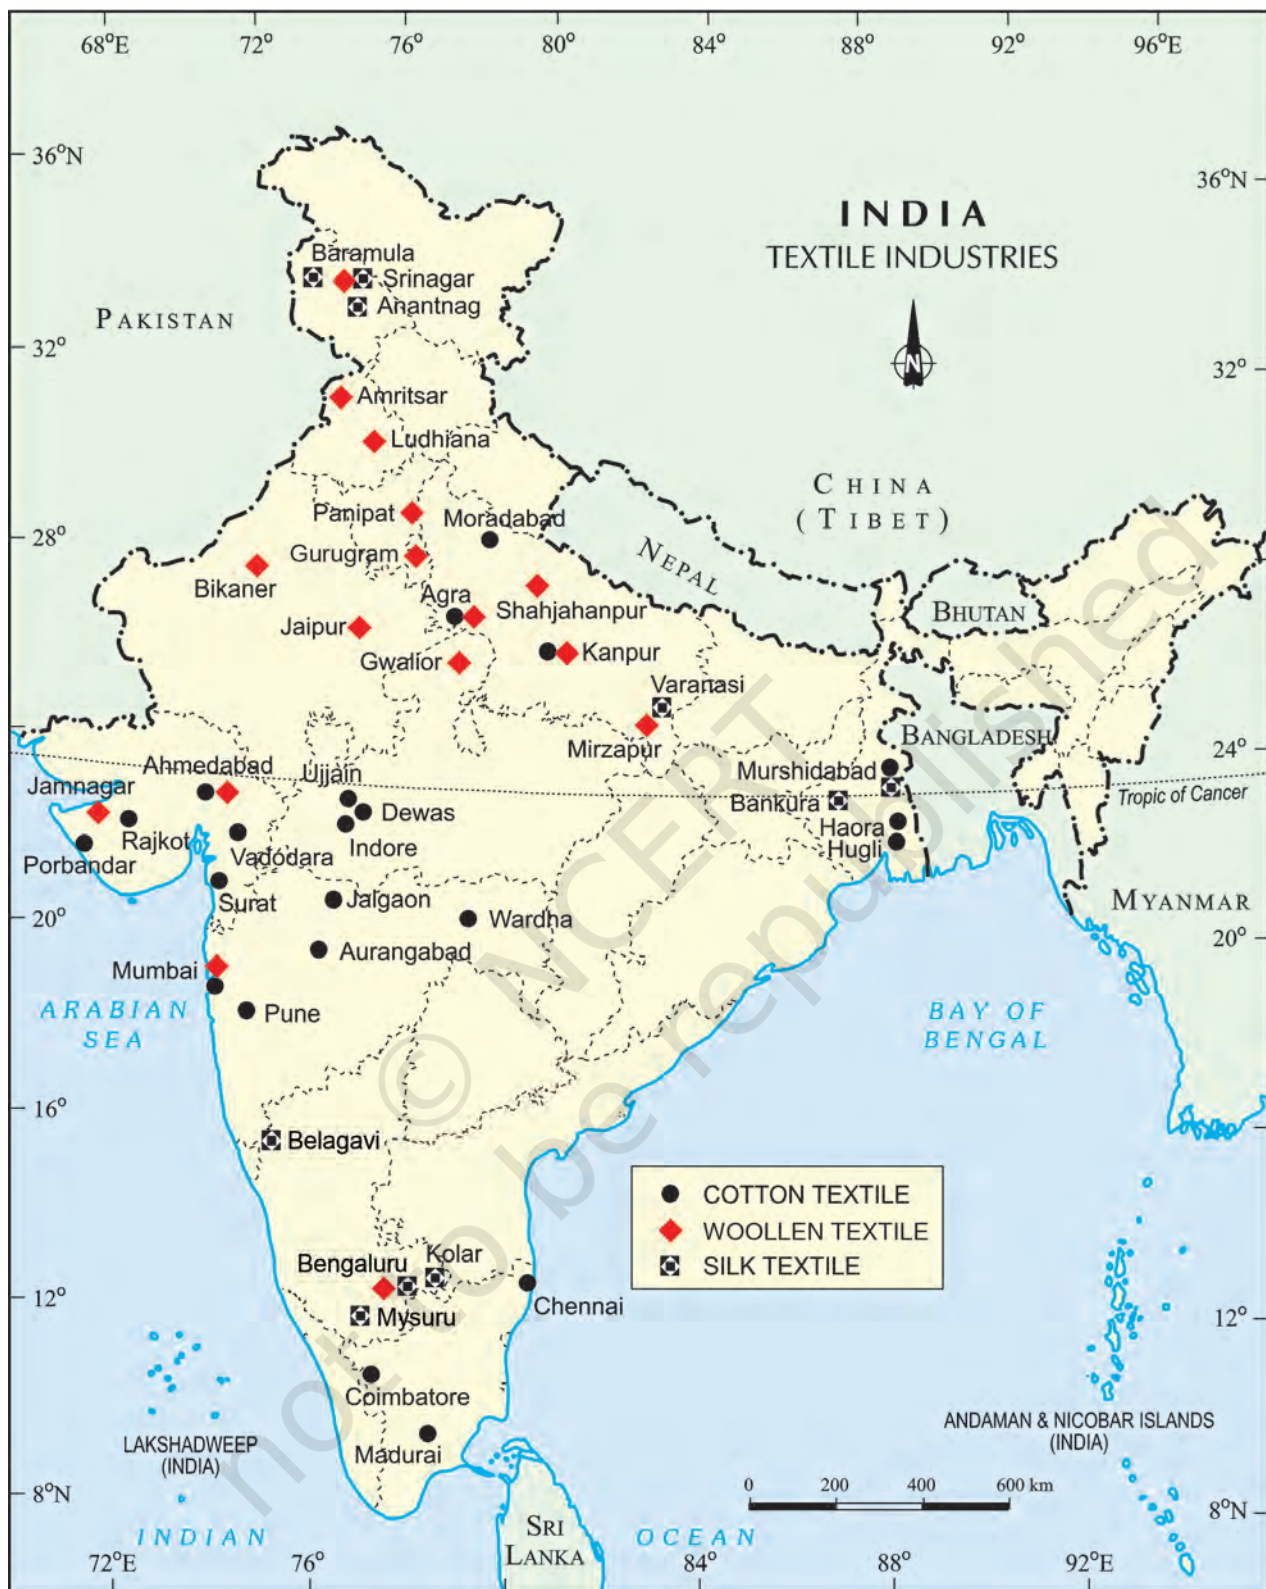 68°E 72° 76° 80° 84° 88° 92° 96°E
36°N
36°N
INDIA
TEXTILE INDUSTRIES
N
Baramula
Srinagar
Anantnag
PAKISTAN
32°
32°
Amritsar
Ludhiana
CHINA
(TIBET)
Panipat
Moradabad
28°
Gurugram
NEPAL
Bikaner
Agra
Shahjahanpur
BHUTAN
Jaipur
Gwalior
Kanpur
Varanasi
Mirzapur
BANGLADESH
24°
Ahmedabad
Ujjain
Murshidabad
Jamnagar
Dewas
Bankura
Tropic of Cancer
Rajkot
Indore
Haora
Porbandar
Vadodara
Hugli
Surat
Jalgaon
Wardha
MYANMAR
20°
20°
Aurangabad
Mumbai
Pune
ARABIAN
SEA
BAY OF
BENGAL
16°
Belagavi
COTTON TEXTILE
WOOLLEN TEXTILE
SILK TEXTILE
Kolar
Bengaluru
12°
Chennai
Mysuru
12°
Coimbatore
Madurai
LAKSHADWEEP
(INDIA)
ANDAMAN & NICOBAR ISLANDS
(INDIA)
0 200 400 600 km
8°N
8°N
INDIAN OCEAN
SRI
LANKA
72° 76° 84° 88° 92°E
© NCERT
not to be republished